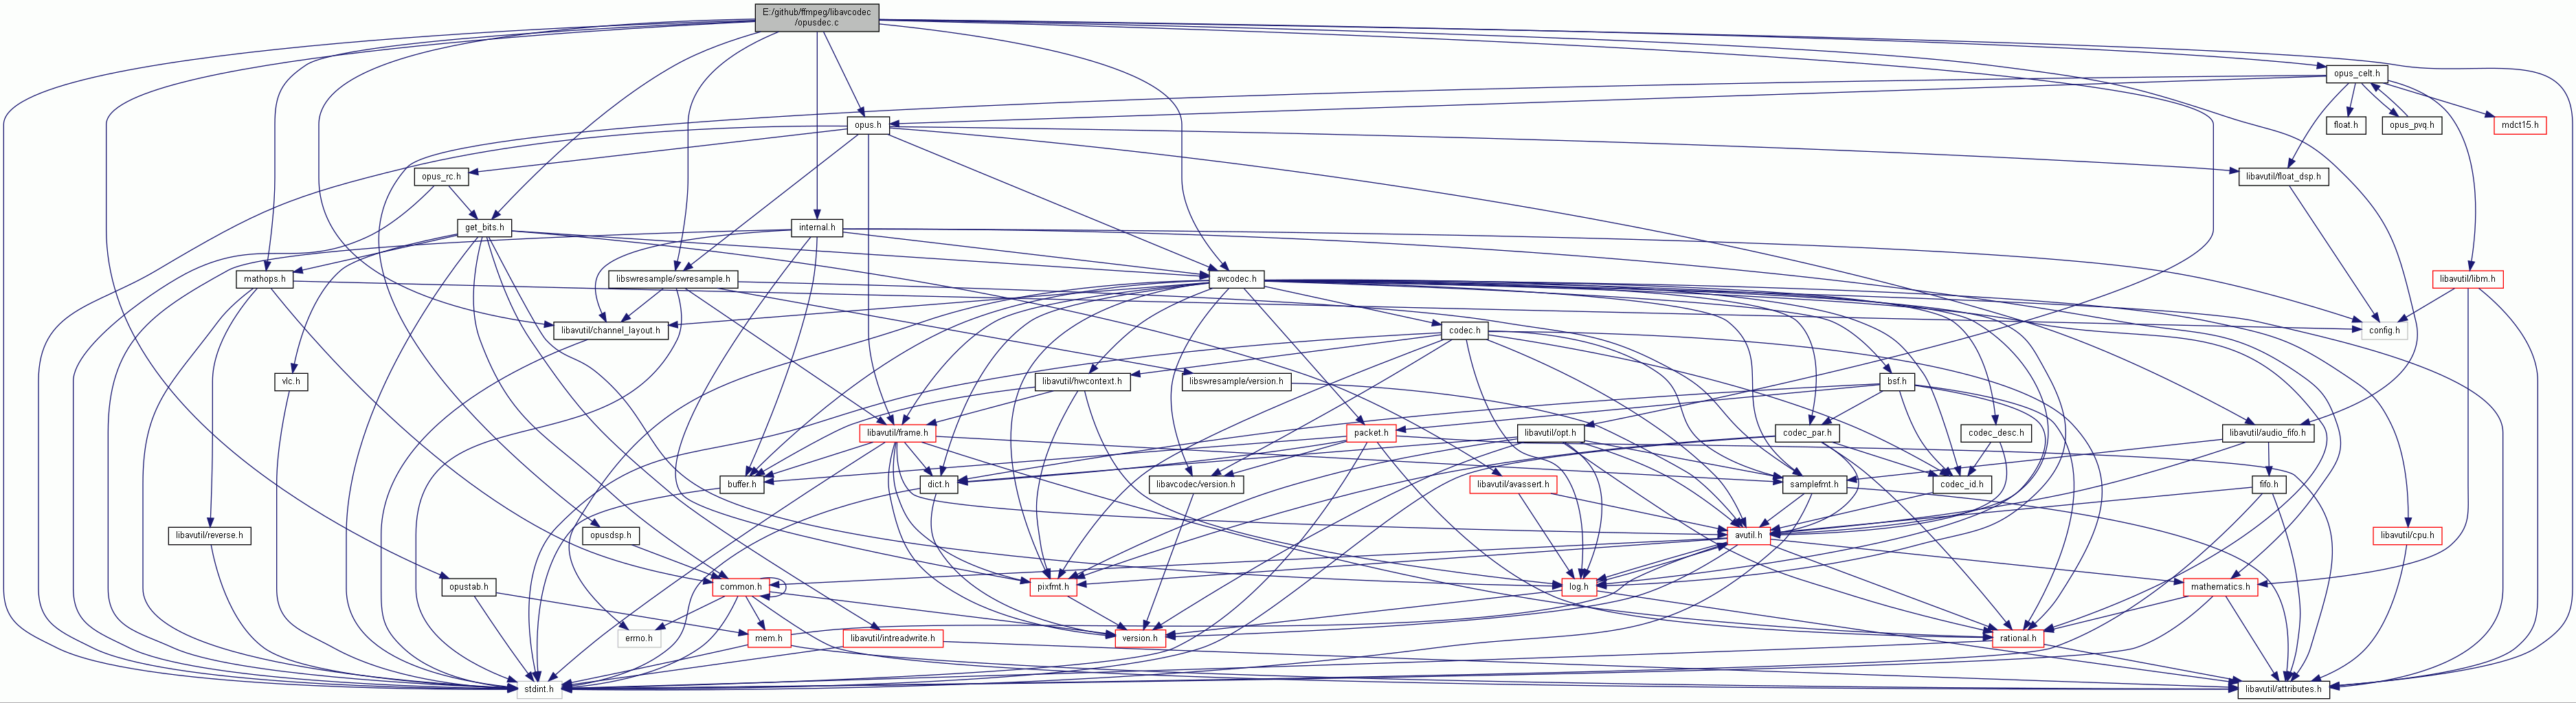 E:/github/ffmpeg/libavcodec
/opusdec.c
opus_celt.h
opus.h
float.h
opus_pvq.h
mdct15.h
opus_rc.h
libavutil/float_dsp.h
get_bits.h
internal.h
mathops.h
libswresample/swresample.h
avcodec.h
libavutil/libm.h
libavutil/channel_layout.h
codec.h
config.h
vlc.h
libavutil/hwcontext.h
libswresample/version.h
bsf.h
libavutil/frame.h
packet.h
libavutil/opt.h
codec_par.h
codec_desc.h
libavutil/audio_fifo.h
buffer.h
dict.h
libavcodec/version.h
libavutil/avassert.h
samplefmt.h
codec_id.h
fifo.h
libavutil/reverse.h
opusdsp.h
avutil.h
libavutil/cpu.h
opustab.h
common.h
pixfmt.h
log.h
mathematics.h
errno.h
mem.h
libavutil/intreadwrite.h
version.h
rational.h
stdint.h
libavutil/attributes.h